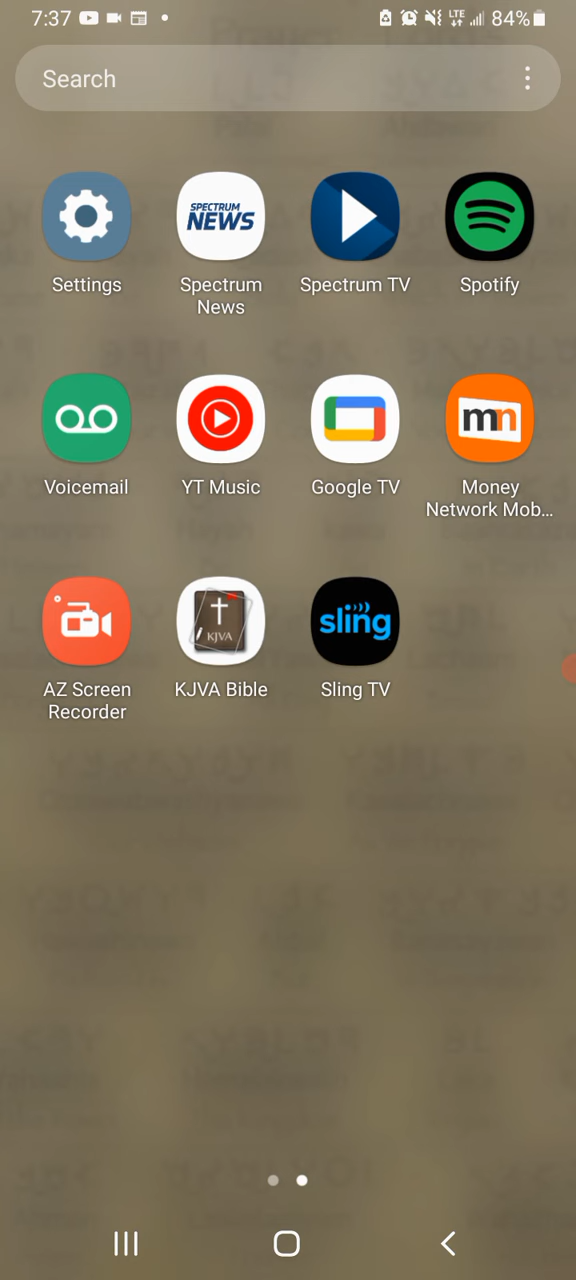 7:37 LTE 84%
Search
SPECTRUM
NEWS
mn
KJVA
sling
Settings
Spectrum
News
Spectrum TV
Spotify
Voicemail
YT Music
Google TV
Money
Network Mob...
AZ Screen
Recorder
KJVA Bible
Sling TV